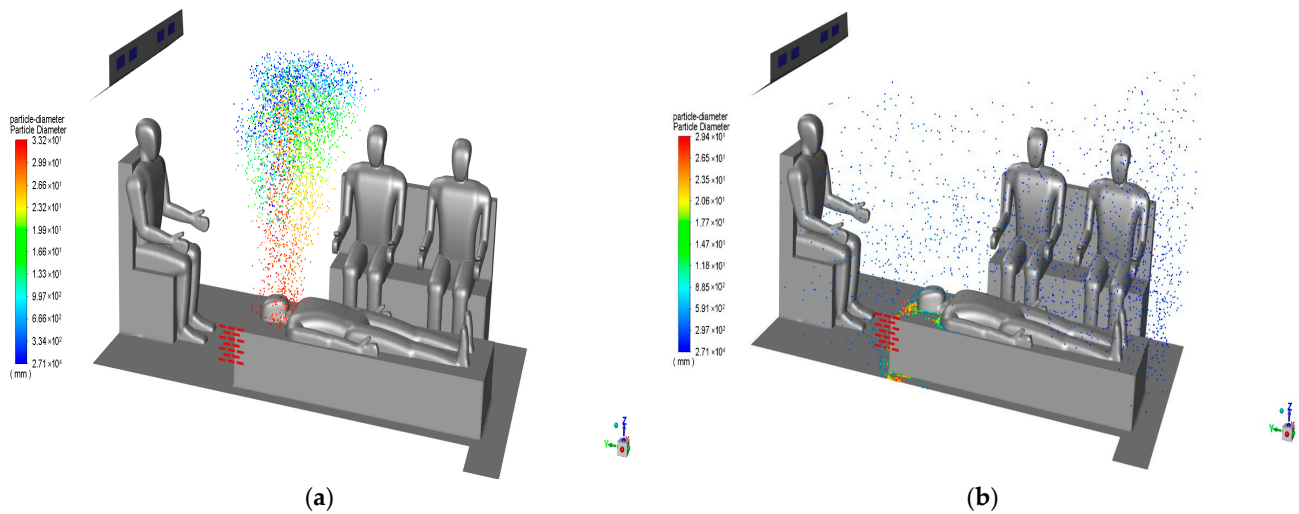 particle-diameter
Particle Diameter
3.32 ×10¹
2.99 ×10¹
2.66 ×10¹
2.32 ×10¹
1.99 ×10¹
1.66 ×10¹
1.33 ×10¹
9.97 ×10²
6.66 ×10²
3.34 ×10²
2.71 ×10⁴
( mm )
Z
Y
(a)
particle-diameter
Particle Diameter
2.94 ×10¹
2.65 ×10¹
2.35 ×10¹
2.06 ×10¹
1.77 ×10¹
1.47 ×10¹
1.18 ×10¹
8.85 ×10²
5.91 ×10²
2.97 ×10²
2.71 ×10⁴
( mm )
Z
Y
(b)